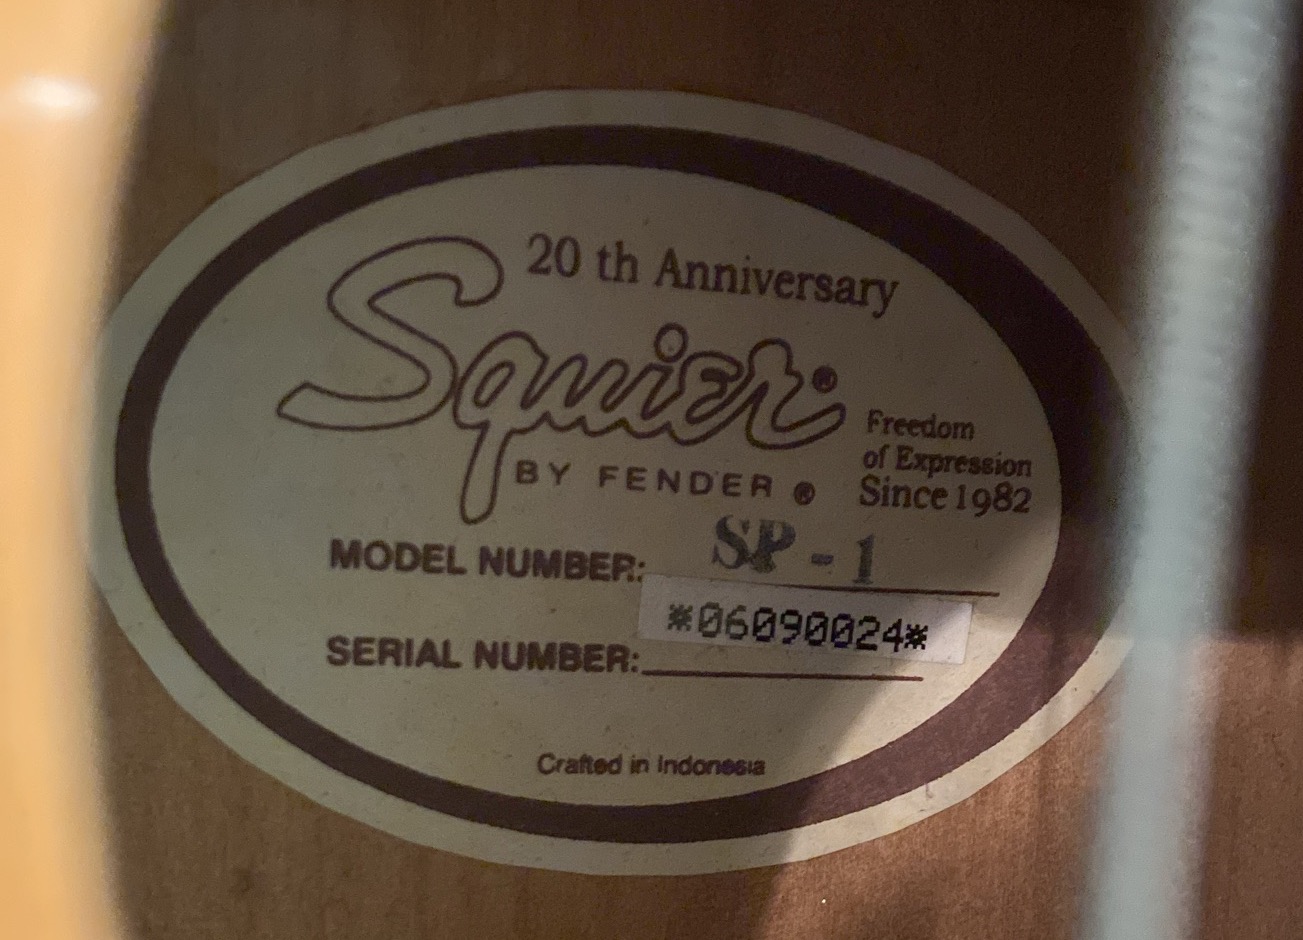 20 th Anniversary
Squier®
BY FENDER ®
Freedom
of Expression
Since 1982
MODEL NUMBER: SP-1
SERIAL NUMBER: *06090024*
Crafted in Indonesia